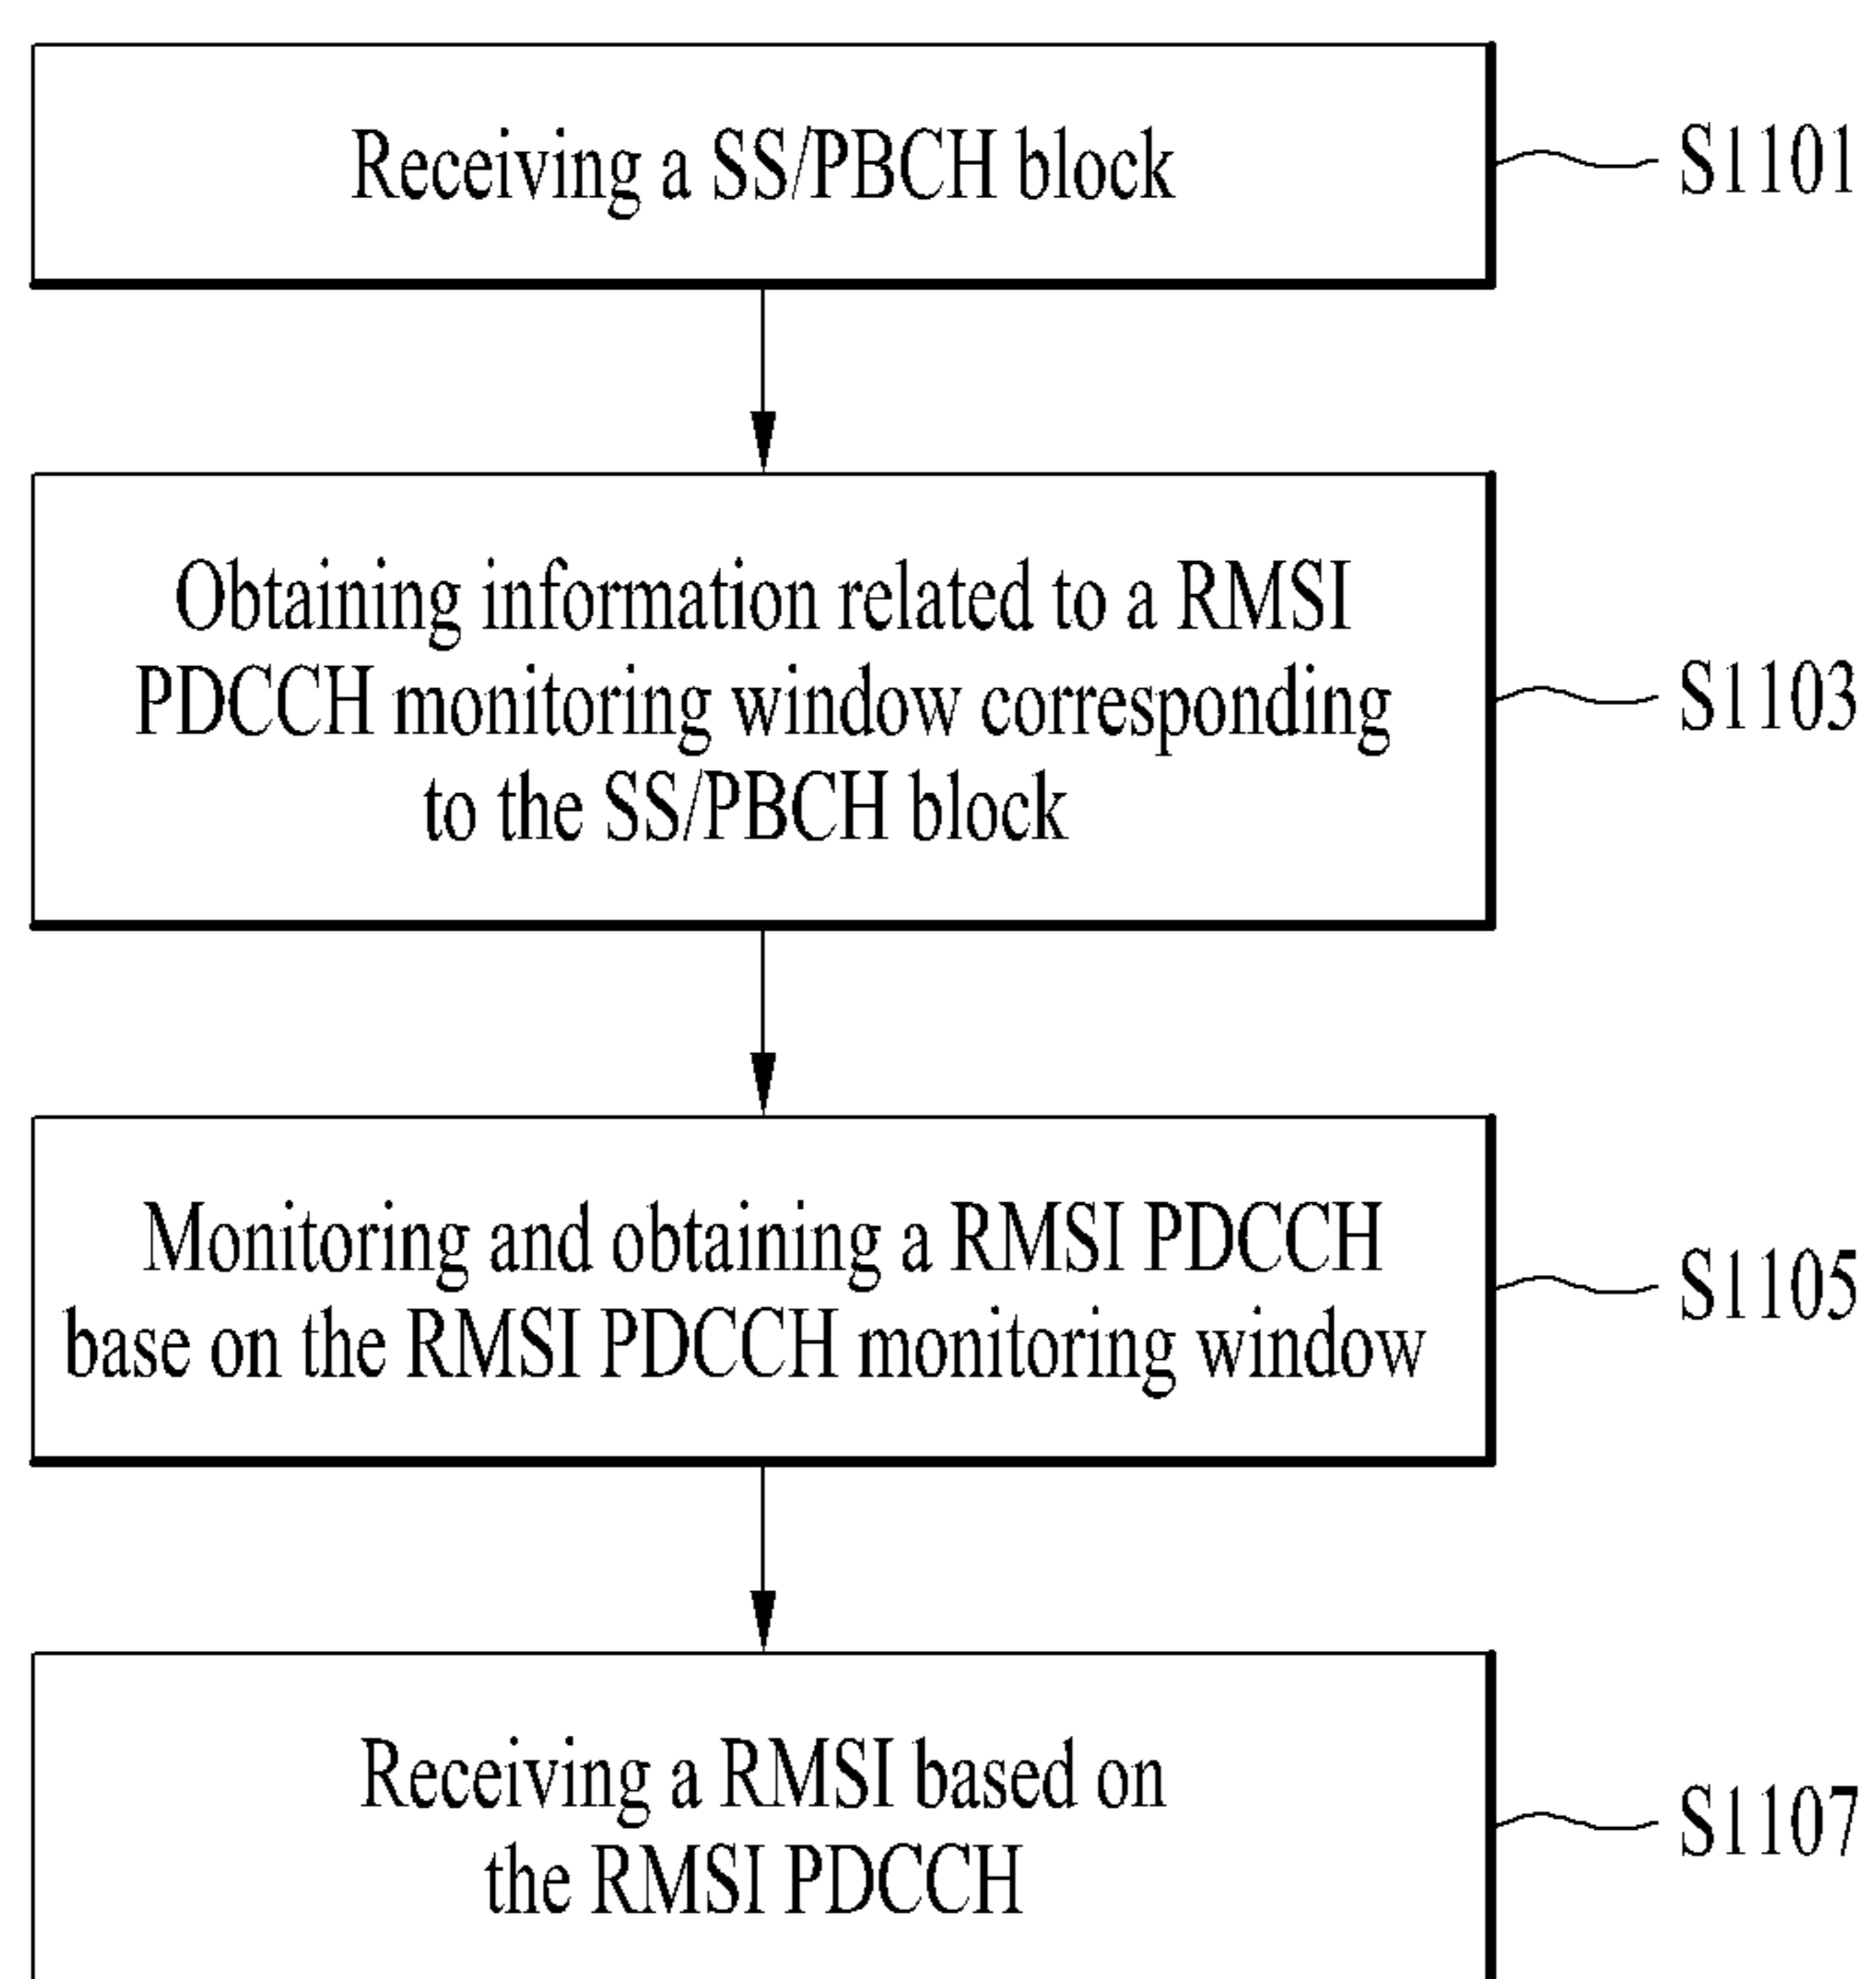 Receiving a SS/PBCH block
S1101
Obtaining information related to a RMSI
PDCCH monitoring window corresponding
to the SS/PBCH block
S1103
Monitoring and obtaining a RMSI PDCCH
base on the RMSI PDCCH monitoring window
S1105
Receiving a RMSI based on
the RMSI PDCCH
S1107